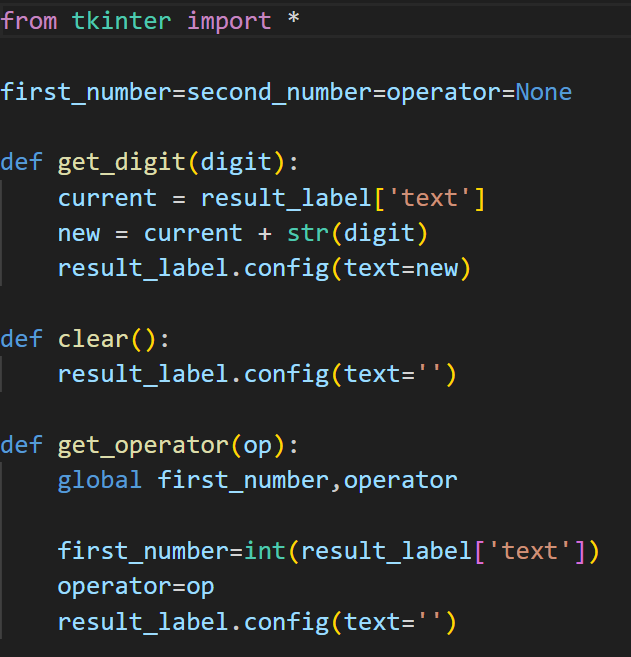 from tkinter import *
first_number=second_number=operator=None
def get_digit(digit):
    current = result_label['text']
    new = current + str(digit)
    result_label.config(text=new)
def clear():
    result_label.config(text='')
def get_operator(op):
    global first_number,operator
    first_number=int(result_label['text'])
    operator=op
    result_label.config(text='')